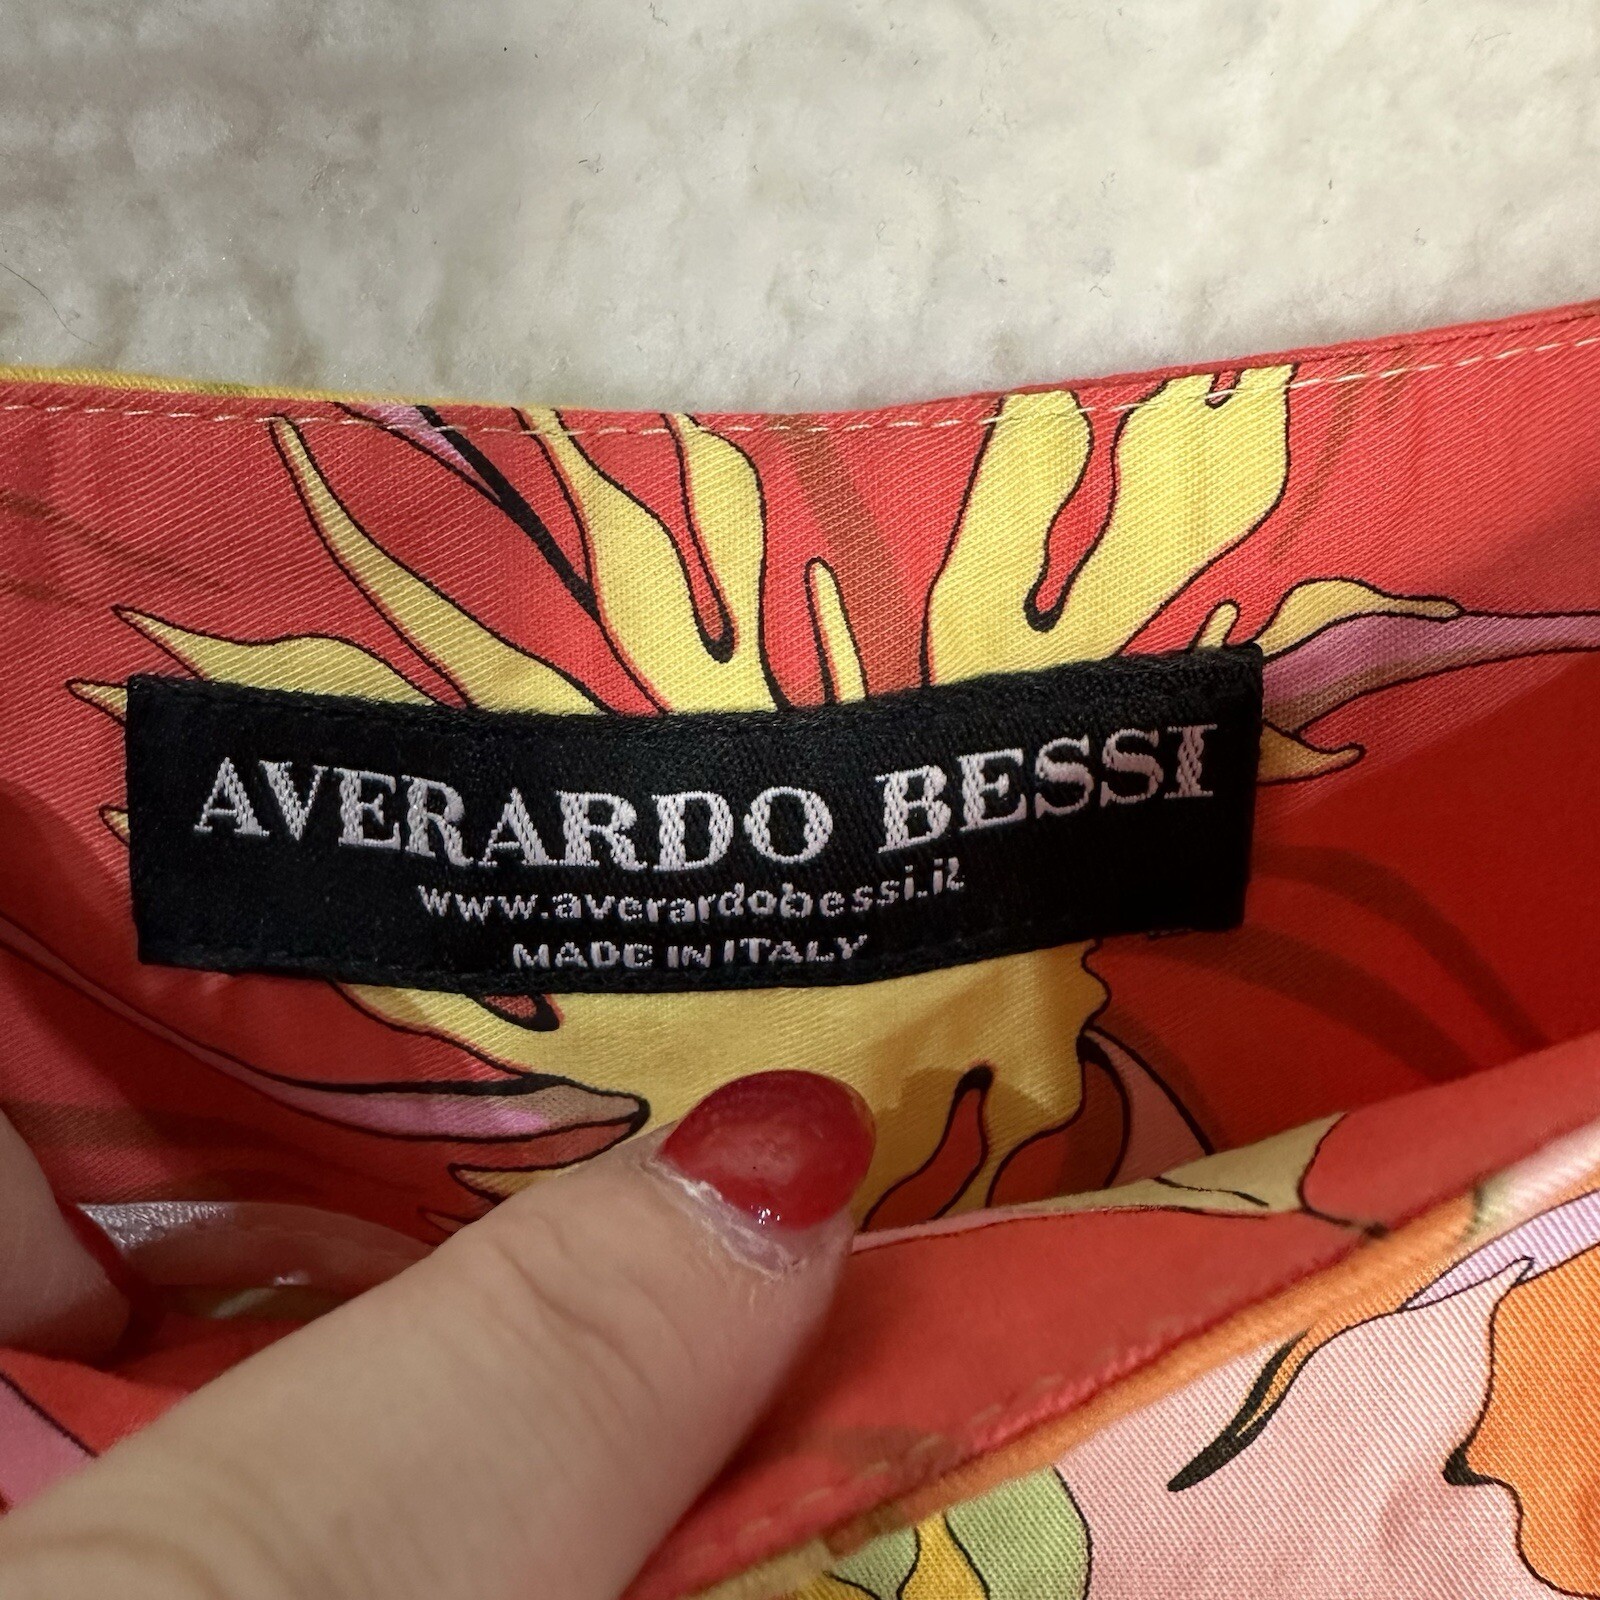 AVERARDO BESSI
www.averardobessi.it
MADE IN ITALY